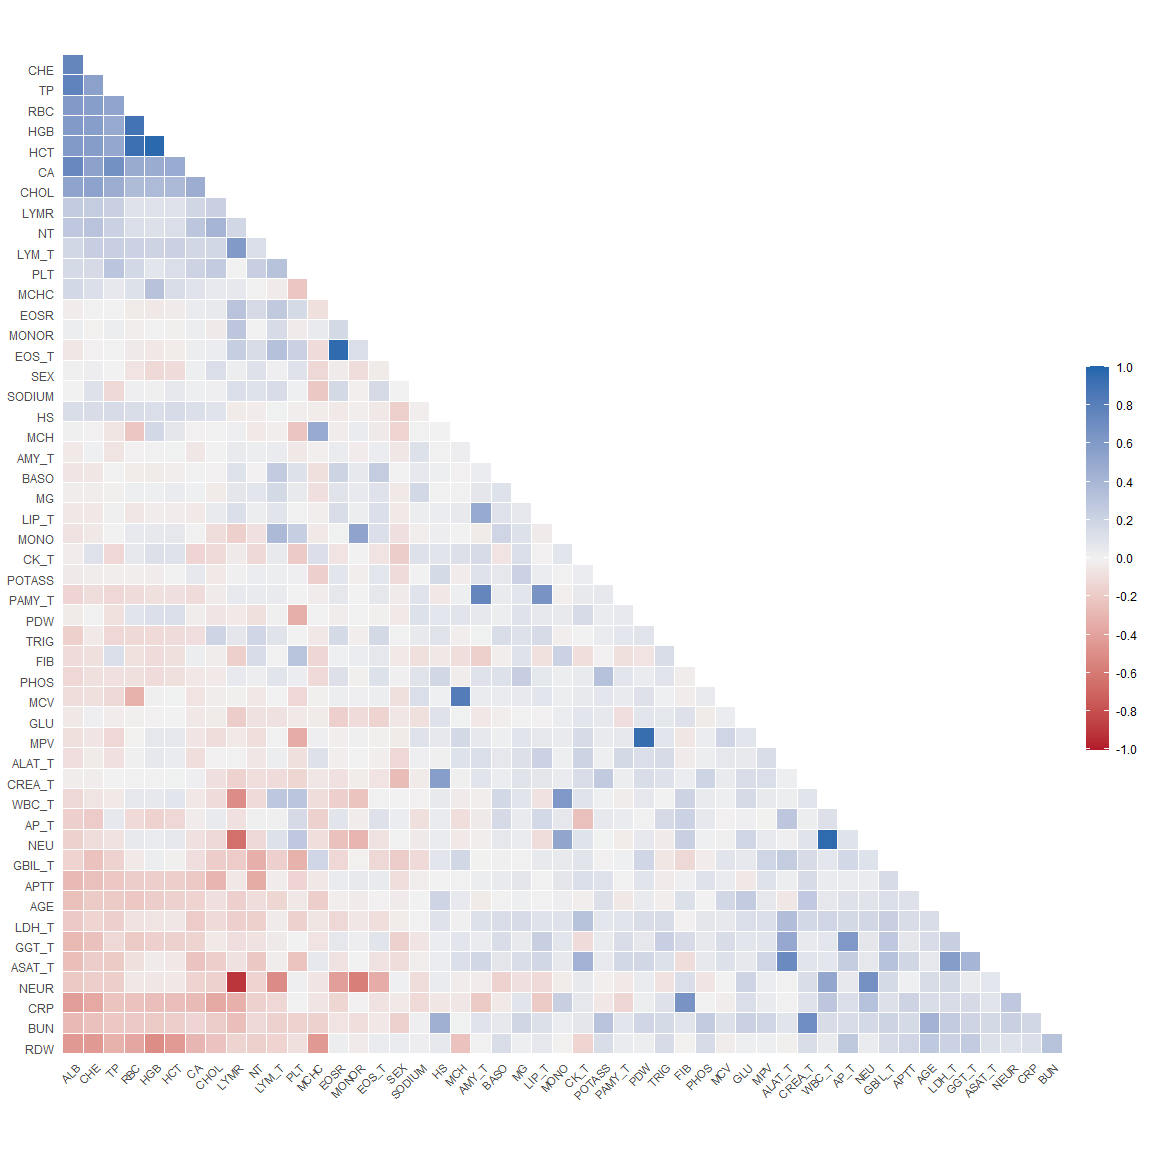 CHE
TP
RBC
HGB
HCT
CA
CHOL
LYMR
NT
LYM_T
PLT
MCHC
EOSR
MONOR
EOS_T
SEX
SODIUM
HS
MCH
AMY_T
BASO
MG
LIP_T
MONO
CK_T
POTASS
PAMY_T
PDW
TRIG
FIB
PHOS
MCV
GLU
MPV
ALAT_T
CREA_T
WBC_T
AP_T
NEU
GBIL_T
APTT
AGE
LDH_T
GGT_T
ASAT_T
NEUR
CRP
BUN
RDW
ALB
CHE
TP
RBC
HGB
HCT
CA
CHOL
LYMR
NT
LYM_T
PLT
MCHC
EOSR
MONOR
EOS_T
SEX
SODIUM
HS
MCH
AMY_T
BASO
MG
LIP_T
MONO
CK_T
POTASS
PAMY_T
PDW
TRIG
FIB
PHOS
MCV
GLU
MPV
ALAT_T
CREA_T
WBC_T
AP_T
NEU
GBIL_T
APTT
AGE
LDH_T
GGT_T
ASAT_T
NEUR
CRP
BUN
1.0
0.8
0.6
0.4
0.2
0.0
-0.2
-0.4
-0.6
-0.8
-1.0